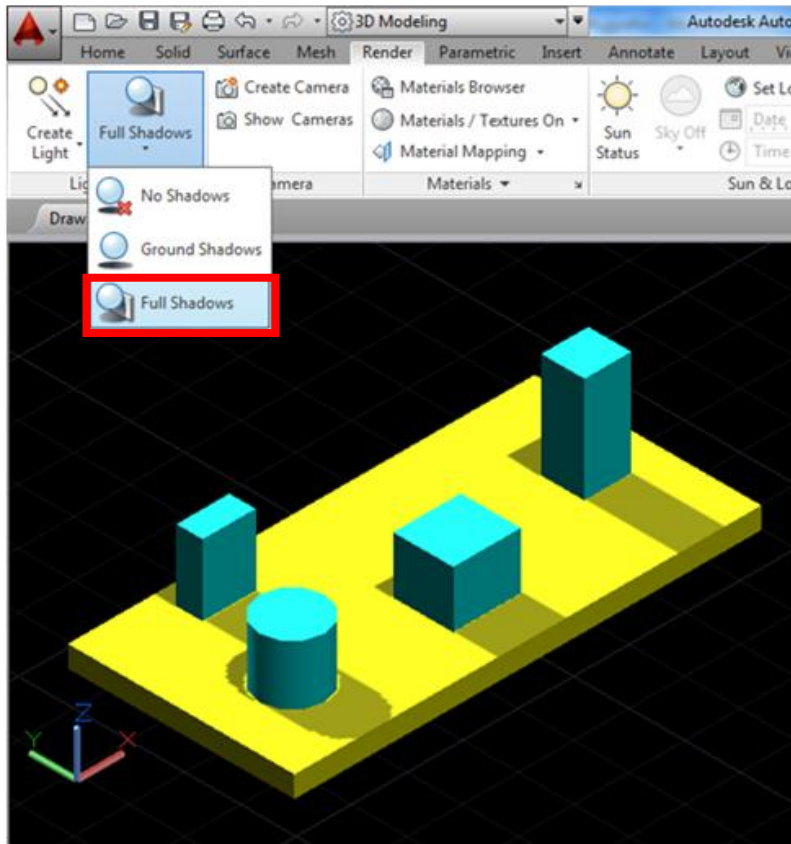 3D Modeling
Autodesk Auto
Home Solid Surface Mesh Render Parametric Insert Annotate Layout Vi
Create Light
Full Shadows
Create Camera
Show Cameras
Materials Browser
Materials / Textures On
Material Mapping
Sun Status
Sky Off
Set Lo
Date
Time
Lig
amera
Materials
Sun & Lo
Draw
No Shadows
Ground Shadows
Full Shadows
Z
Y
X